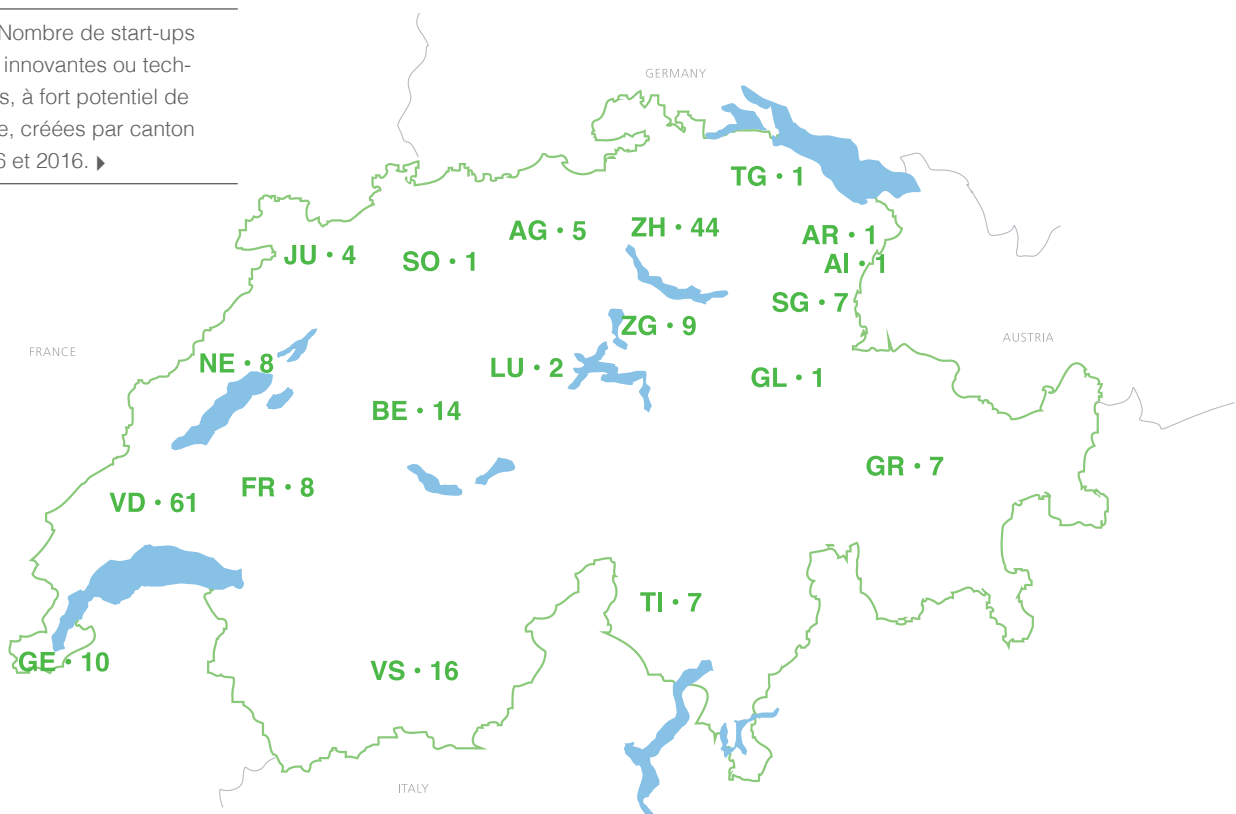 Nombre de start-ups
innovantes ou tech-
s, à fort potentiel de
e, créées par canton
6 et 2016.
GERMANY
TG • 1
AG • 5
ZH • 44
AR • 1
JU • 4
SO • 1
AI • 1
SG • 7
ZG • 9
FRANCE
AUSTRIA
NE • 8
LU • 2
GL • 1
BE • 14
GR • 7
FR • 8
VD • 61
TI • 7
GE • 10
VS • 16
ITALY